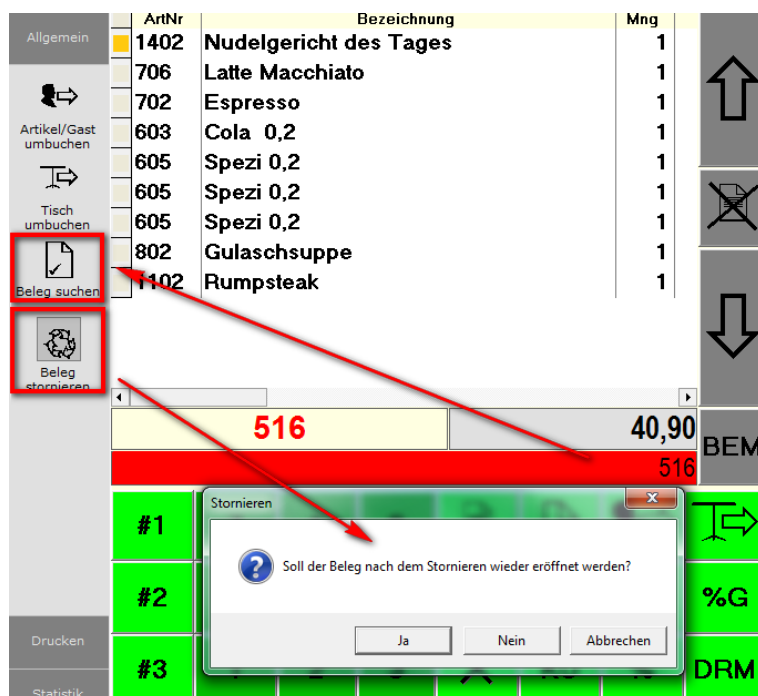 Allgemein
Artikel/Gast
umbuchen
Tisch
umbuchen
Beleg suchen
Beleg
stornieren
Drucken
Statistik
ArtNr Bezeichnung Mng
1402 Nudelgericht des Tages 1
706 Latte Macchiato 1
702 Espresso 1
603 Cola 0,2 1
605 Spezi 0,2 1
605 Spezi 0,2 1
605 Spezi 0,2 1
802 Gulaschsuppe 1
1102 Rumpsteak 1
516 40,90
516
BEM
#1
#2 %G
#3 DRM
Stornieren
Soll der Beleg nach dem Stornieren wieder eröffnet werden?
Ja Nein Abbrechen